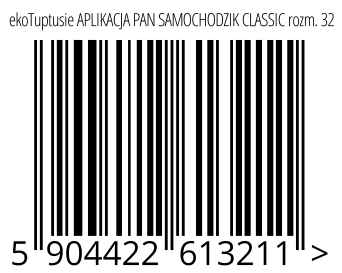 ekoTuptusie APLIKACJA PAN SAMOCHODZIK CLASSIC rozm. 32
5 904422 613211 >